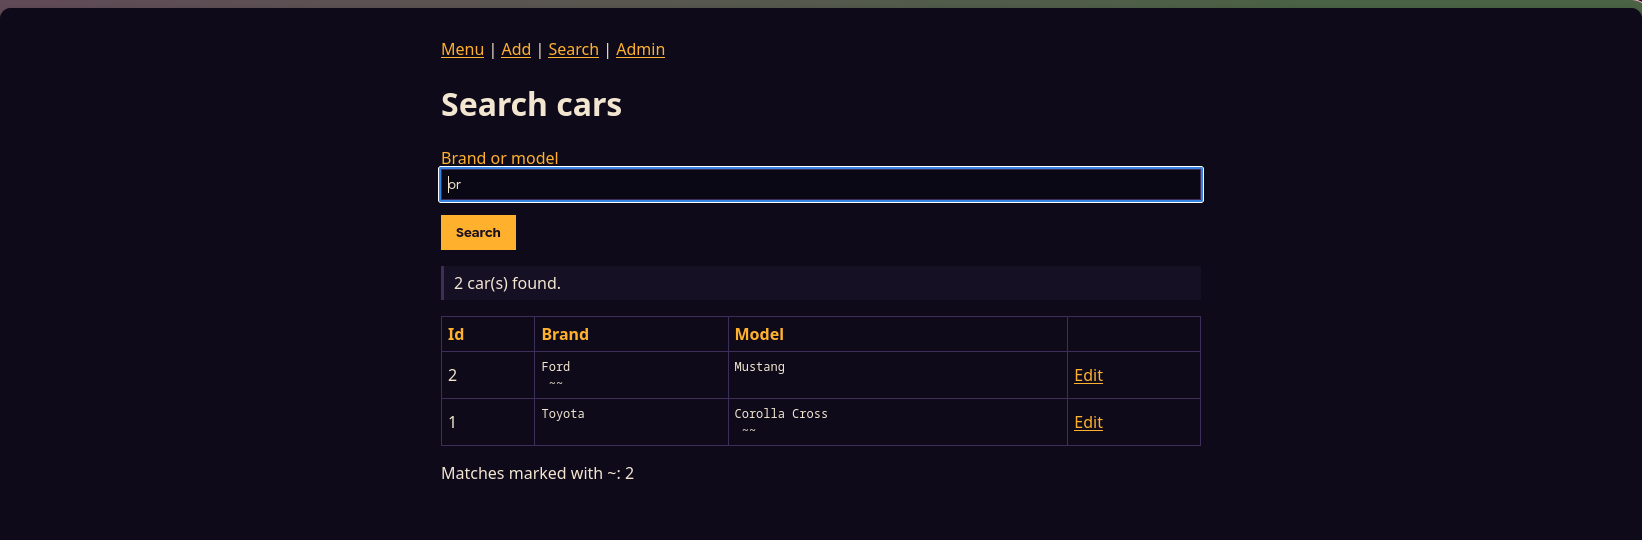 Menu | Add | Search | Admin
Search cars
Brand or model
or
Search
2 car(s) found.
Id Brand Model
2 Ford Mustang Edit
~~
1 Toyota Corolla Cross Edit
~~
Matches marked with ~: 2